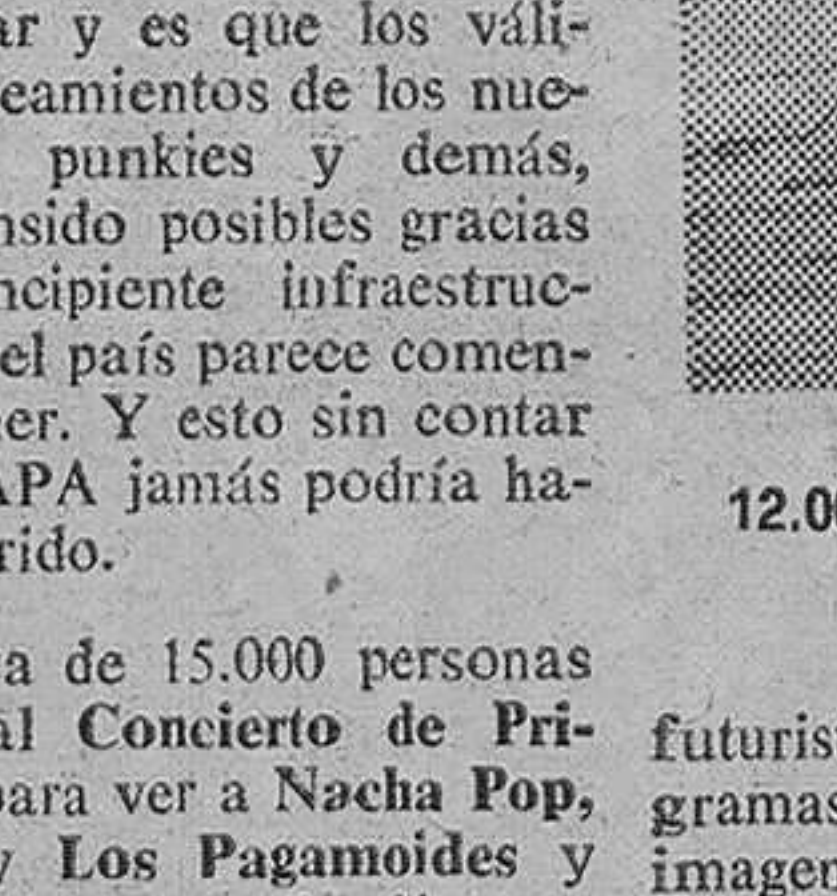 ar y es que los váli-
eamientos de los nue-
punkies y demás,
nsido posibles gracias
ncipiente infraestruc-
el país parece comen-
ner. Y esto sin contar
APA jamás podría ha-
rido.
a de 15.000 personas
al Concierto de Pri-
para ver a Nacha Pop,
y Los Pagamoides y
12.00
futuris
gramas
imagen